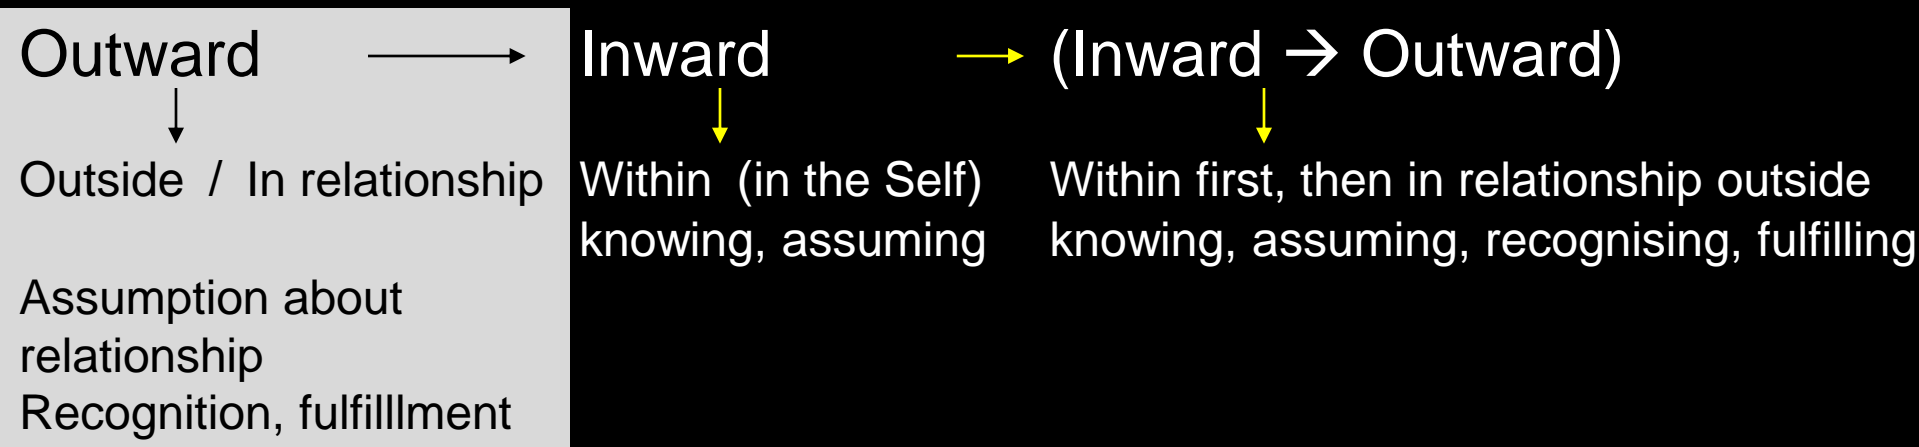 Outward Inward (Inward → Outward)
Outside / In relationship Within (in the Self) Within first, then in relationship outside
knowing, assuming knowing, assuming, recognising, fulfilling
Assumption about
relationship
Recognition, fulfilllment